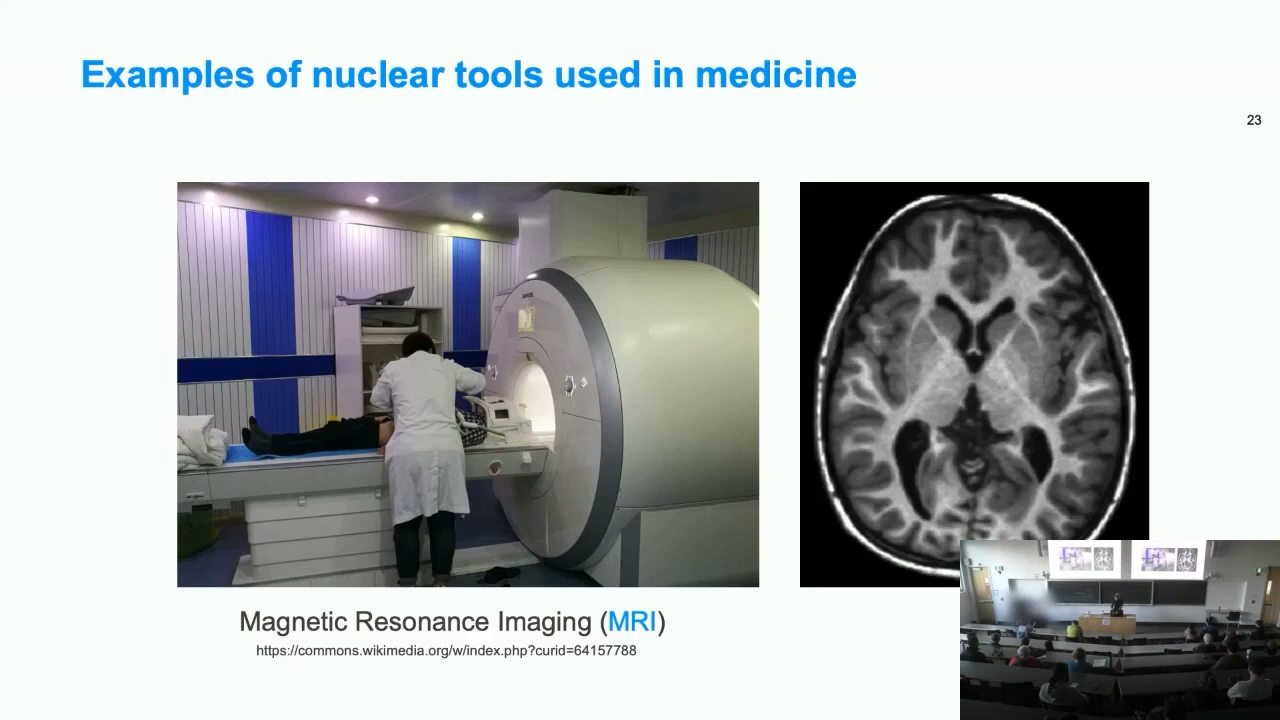 Examples of nuclear tools used in medicine
23
SIEMENS
Magnetic Resonance Imaging (MRI)
https://commons.wikimedia.org/w/index.php?curid=64157788